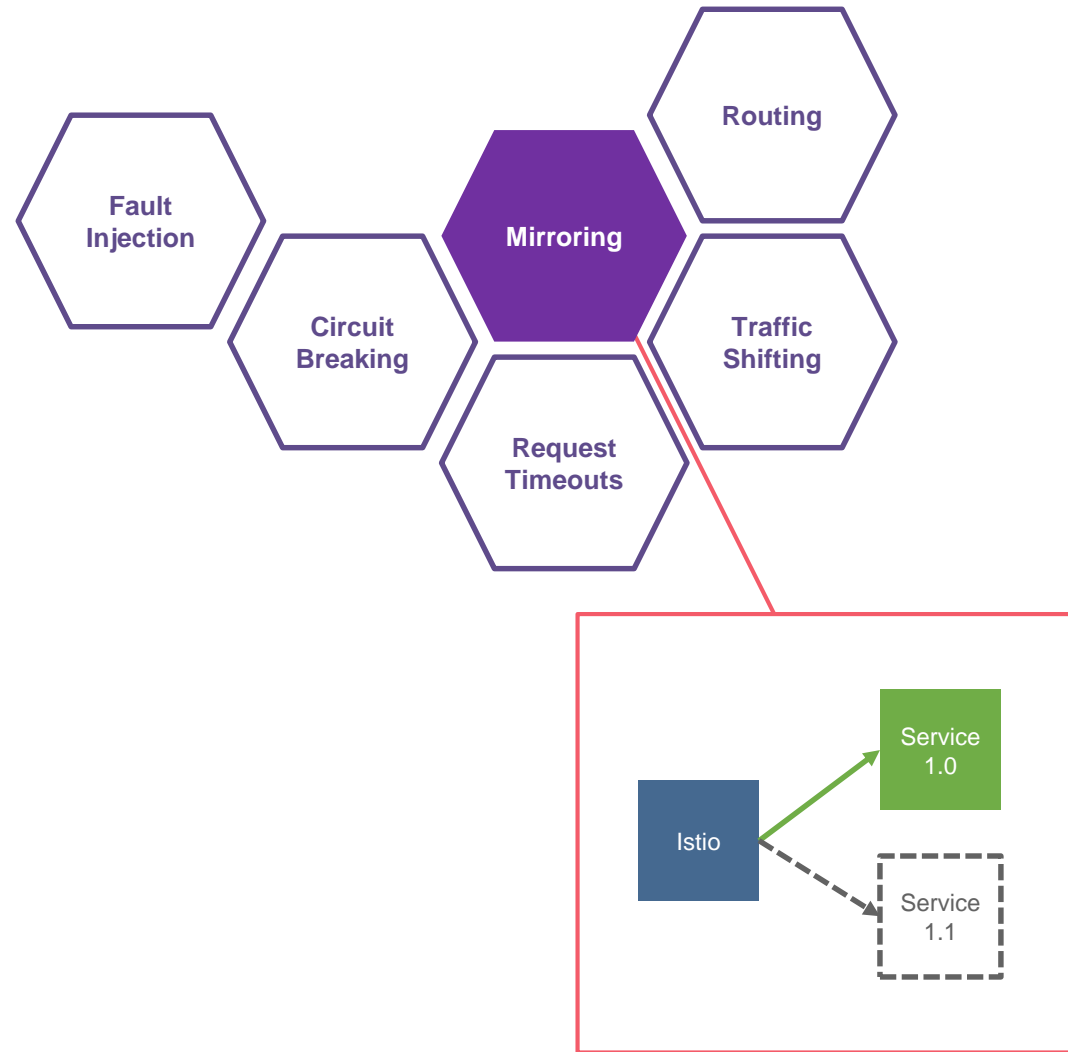 Routing
Fault
Injection
Mirroring
Circuit
Breaking
Traffic
Shifting
Request
Timeouts
Service
1.0
Istio
Service
1.1